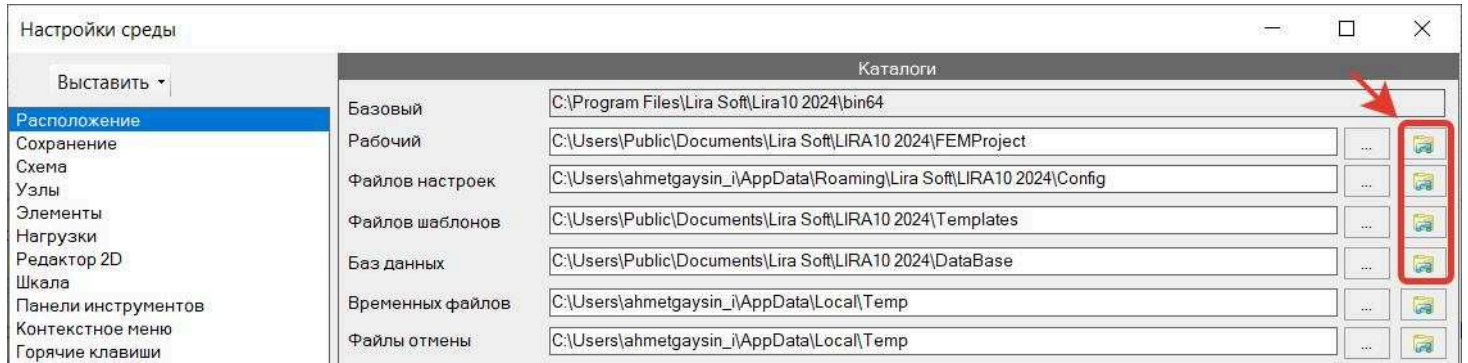 Настройки среды
Выставить
Каталоги
Расположение
Сохранение
Схема
Узлы
Элементы
Нагрузки
Редактор 2D
Шкала
Панели инструментов
Контекстное меню
Горячие клавиши
Базовый C:\Program Files\Lira Soft\Lira10 2024\bin64
Рабочий C:\Users\Public\Documents\Lira Soft\LIRA10 2024\FEMProject ...
Файлов настроек C:\Users\ahmetgaysin_i\AppData\Roaming\Lira Soft\LIRA10 2024\Config ...
Файлов шаблонов C:\Users\Public\Documents\Lira Soft\LIRA10 2024\Templates ...
Баз данных C:\Users\Public\Documents\Lira Soft\LIRA10 2024\DataBase ...
Временных файлов C:\Users\ahmetgaysin_i\AppData\Local\Temp ...
Файлы отмены C:\Users\ahmetgaysin_i\AppData\Local\Temp ...